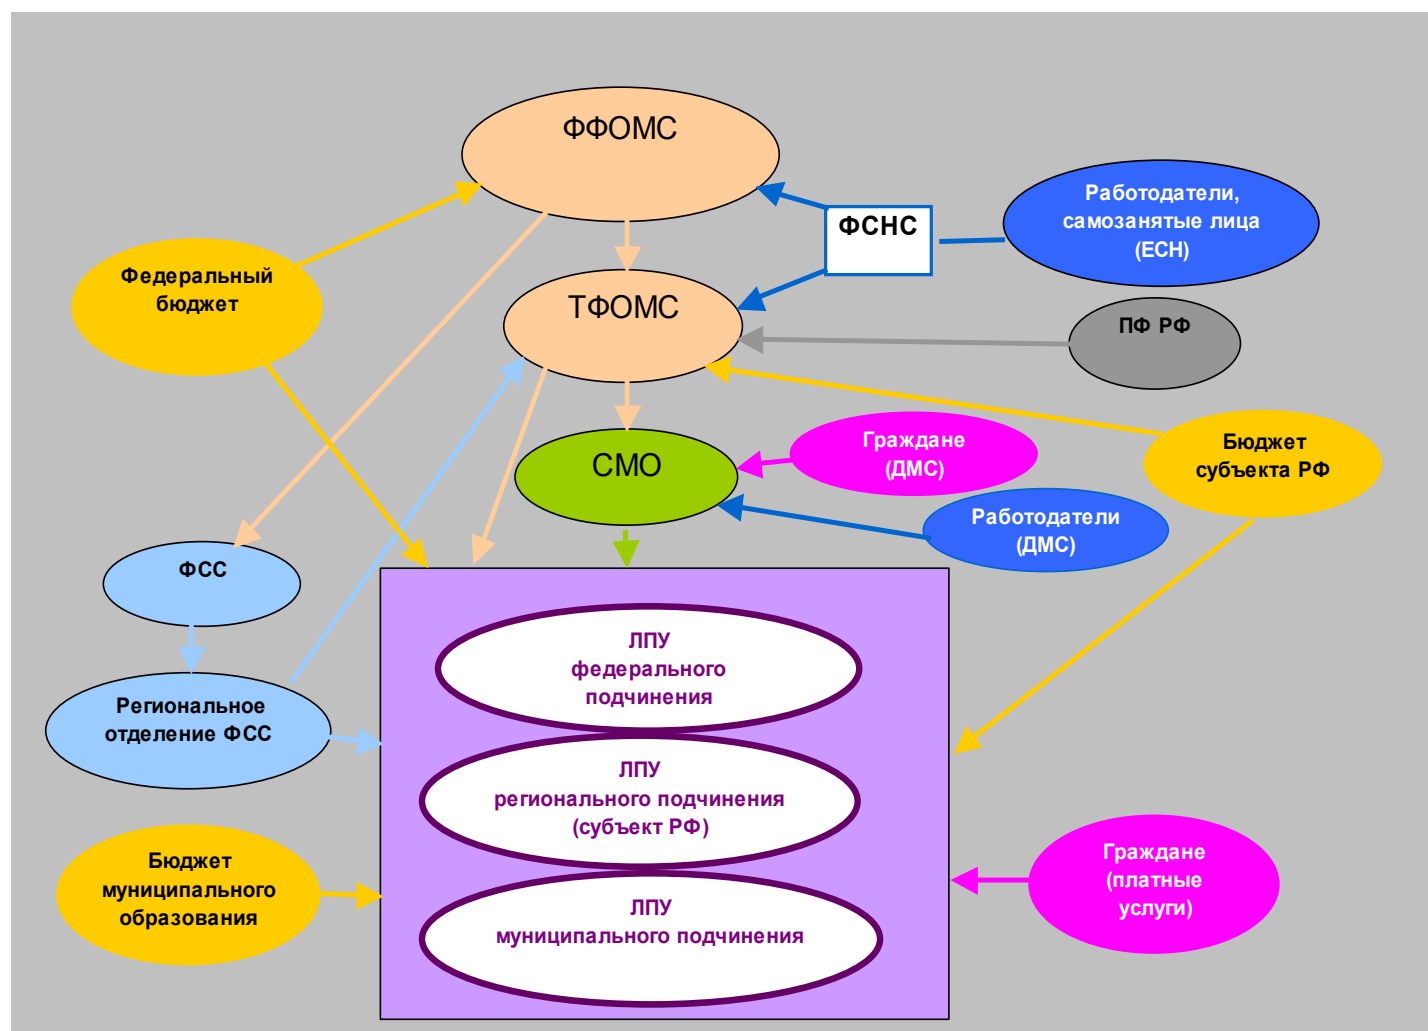 ФФОМС
Работодатели,
самозанятые лица
(ЕСН)
ФСНС
Федеральный
бюджет
ТФОМС
ПФ РФ
Граждане
(ДМС)
Бюджет
субъекта РФ
СМО
Работодатели
(ДМС)
ФСС
ЛПУ
федерального
подчинения
Региональное
отделение ФСС
ЛПУ
регионального подчинения
(субъект РФ)
Бюджет
муниципального
образования
Граждане
(платные
услуги)
ЛПУ
муниципального подчинения